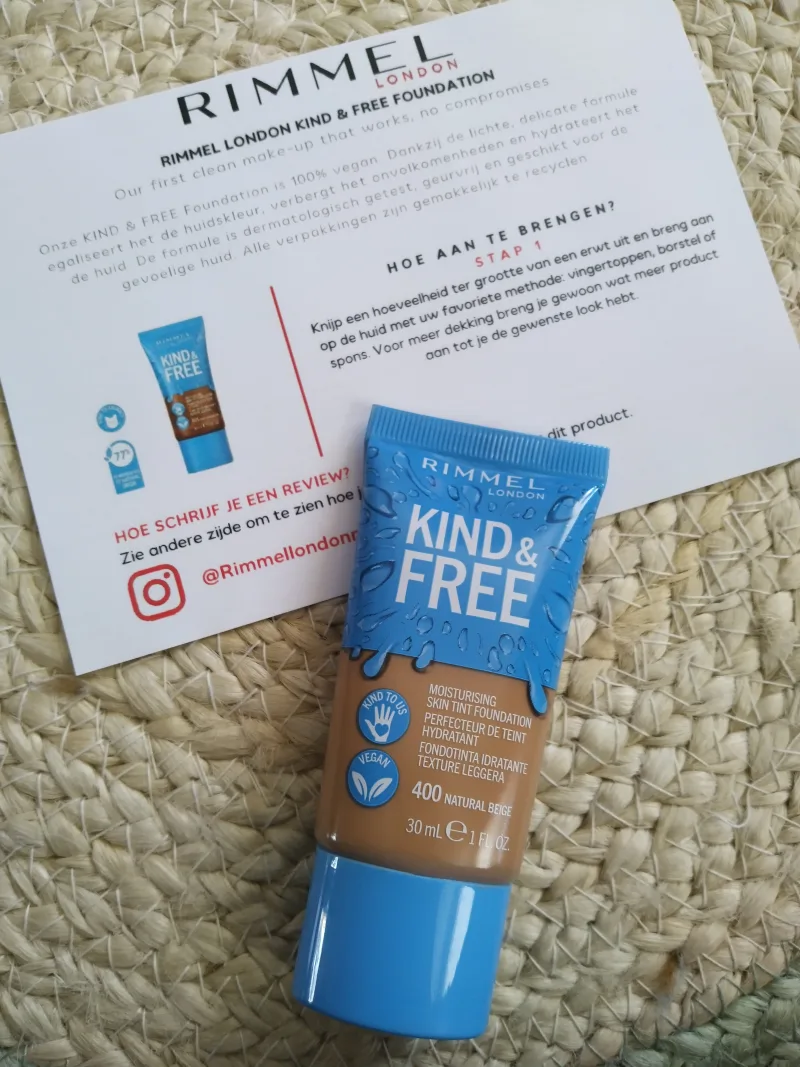 RIMMEL
LONDON
RIMMEL LONDON KIND & FREE FOUNDATION
Our first clean make-up that works, no compromises
Onze KIND & FREE Foundation is 100% vegan. Dankzij de lichte, delicate formule
egaliseert het de huidskleur, verbergt het onvolkomenheden en hydrateert het
de huid. De formule is dermatologisch getest, geurvrij en geschikt voor de
gevoelige huid. Alle verpakkingen zijn gemakkelijk te recyclen
HOE AAN TE BRENGEN?
STAP 1
Knijp een hoeveelheid ter grootte van een erwt uit en breng aan
op de huid met uw favoriete methode: vingertoppen, borstel of
spons. Voor meer dekking breng je gewoon wat meer product
aan tot je de gewenste look hebt.
RIMMEL
KIND &
FREE
77%
dit product.
HOE SCHRIJF JE EEN REVIEW?
Zie andere zijde om te zien hoe
@Rimmellondon
RIMMEL
LONDON
KIND &
FREE
KIND TO US
MOISTURISING
SKIN TINT FOUNDATION
PERFECTEUR DE TEINT
HYDRATANT
FONDOTINTA IDRATANTE
TEXTURE LEGGERA
VEGAN
400 NATURAL BEIGE
30 mL e 1 FL. OZ.